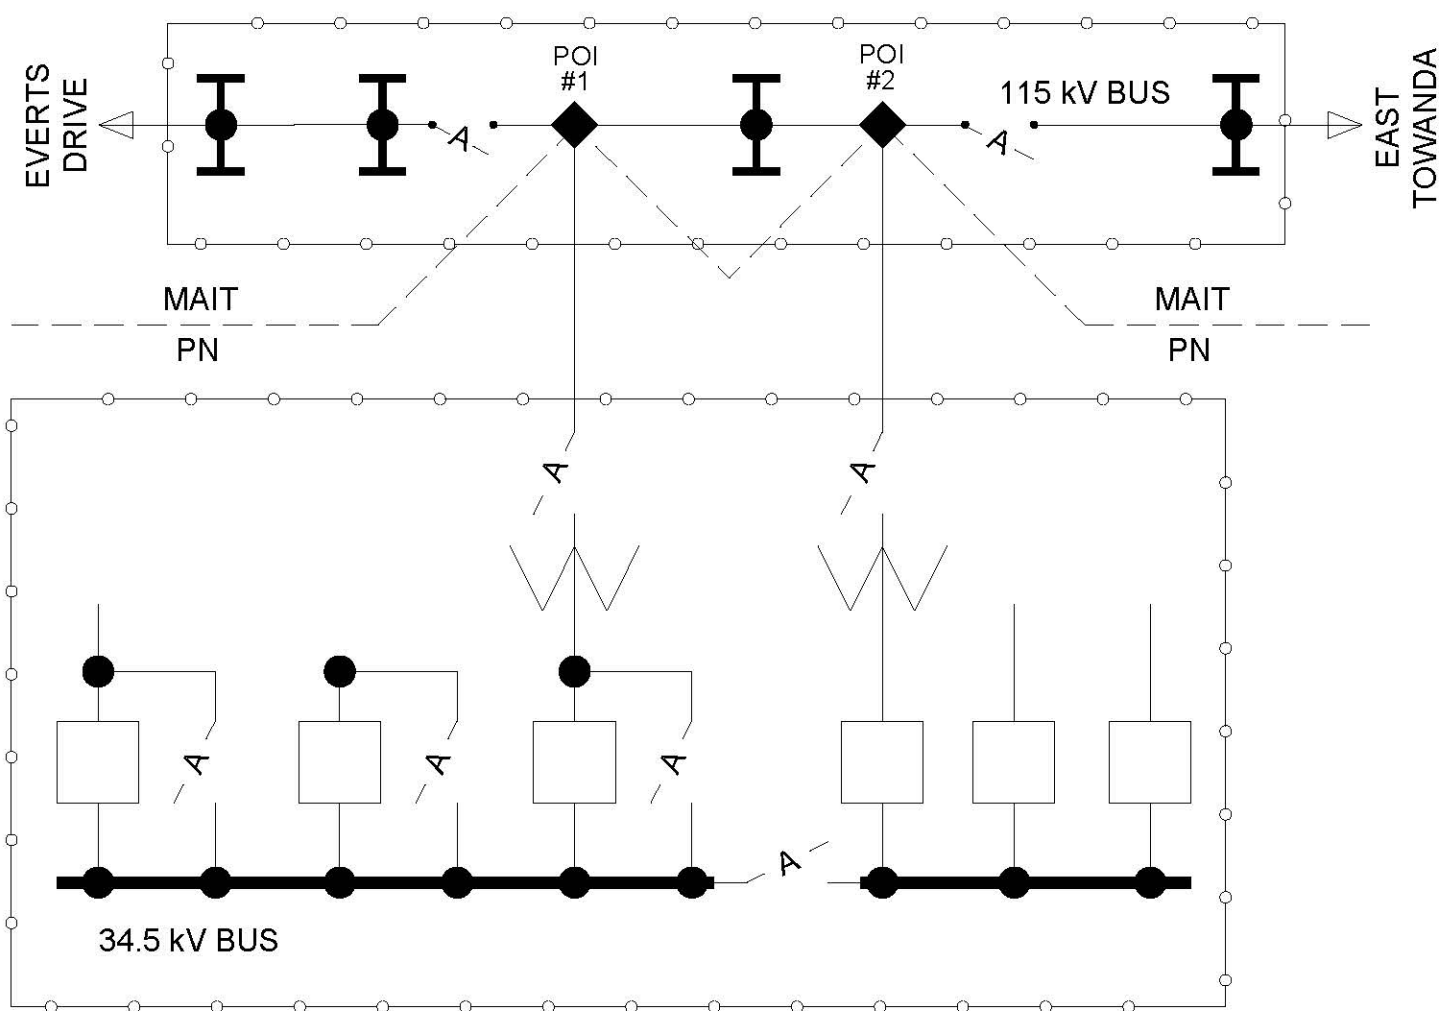 EVERTS
DRIVE
POI
#1
POI
#2
115 kV BUS
EAST
TOWANDA
A
A
MAIT
PN
MAIT
PN
A
A
A
A
A
A
34.5 kV BUS